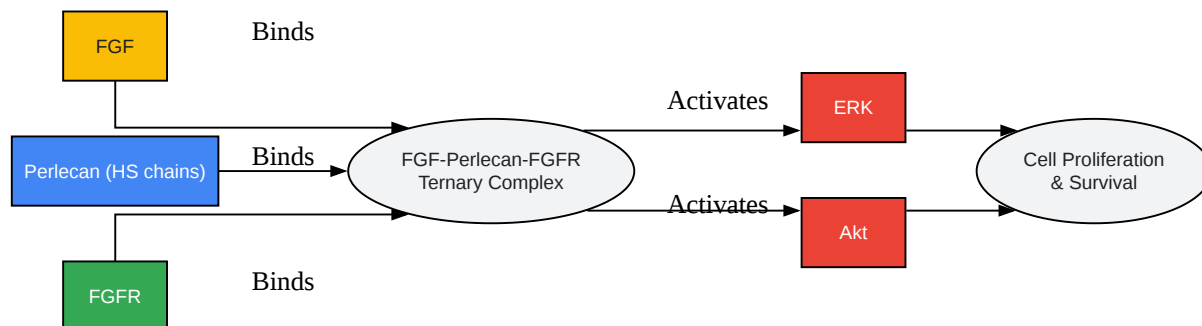 FGF
Binds
Perlecan (HS chains)
Binds
FGFR
Binds
FGF-Perlecan-FGFR
Ternary Complex
Activates
ERK
Activates
Akt
Cell Proliferation
& Survival